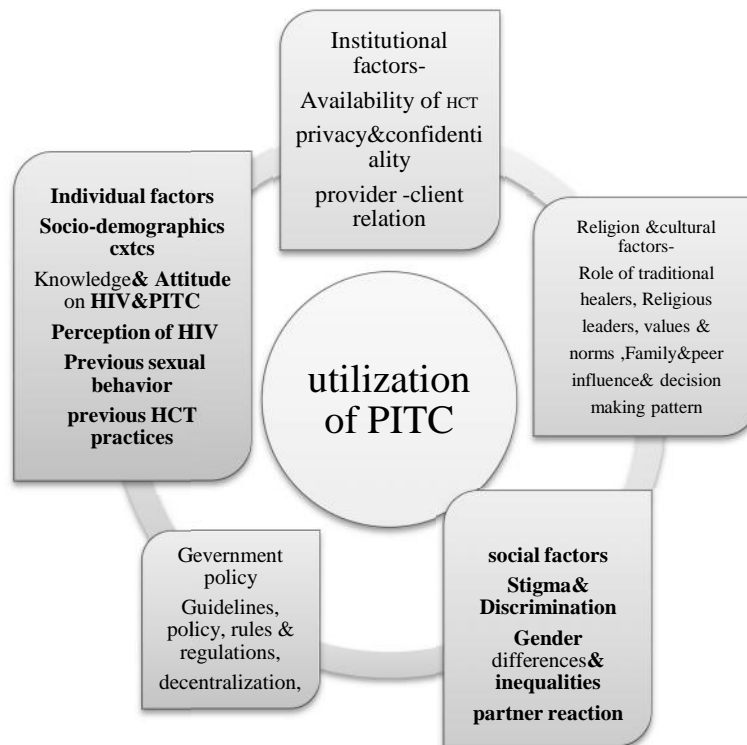 Institutional
factors-
Availability of HCT
privacy&confidenti
ality
provider -client
relation
Individual factors
Socio-demographics
cxtcs
Knowledge& Attitude
on HIV&PITC
Perception of HIV
Previous sexual
behavior
previous HCT
practices
Religion &cultural
factors-
Role of traditional
healers, Religious
leaders, values &
norms ,Family&peer
influence& decision
making pattern
utilization
of PITC
Gevernment
policy
Guidelines,
policy, rules &
regulations,
decentralization,
social factors
Stigma&
Discrimination
Gender
differences&
inequalities
partner reaction